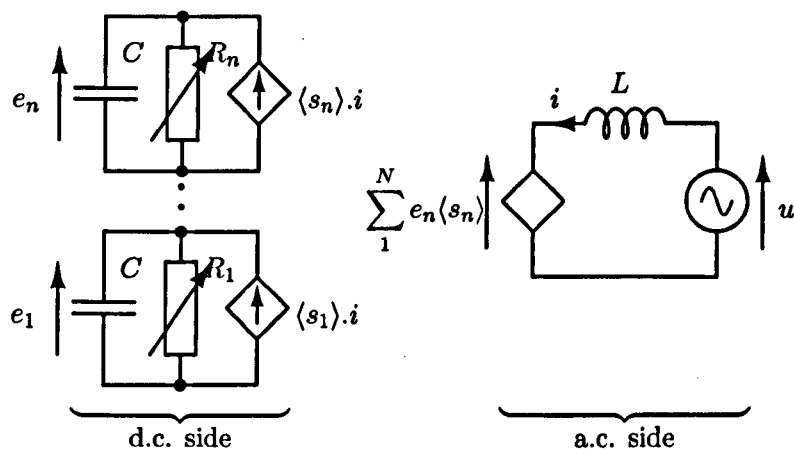 C
R_n
e_n
⟨s_n⟩.i
C
R_1
e_1
⟨s_1⟩.i
d.c. side
L
i
N
∑ e_n⟨s_n⟩
1
u
a.c. side